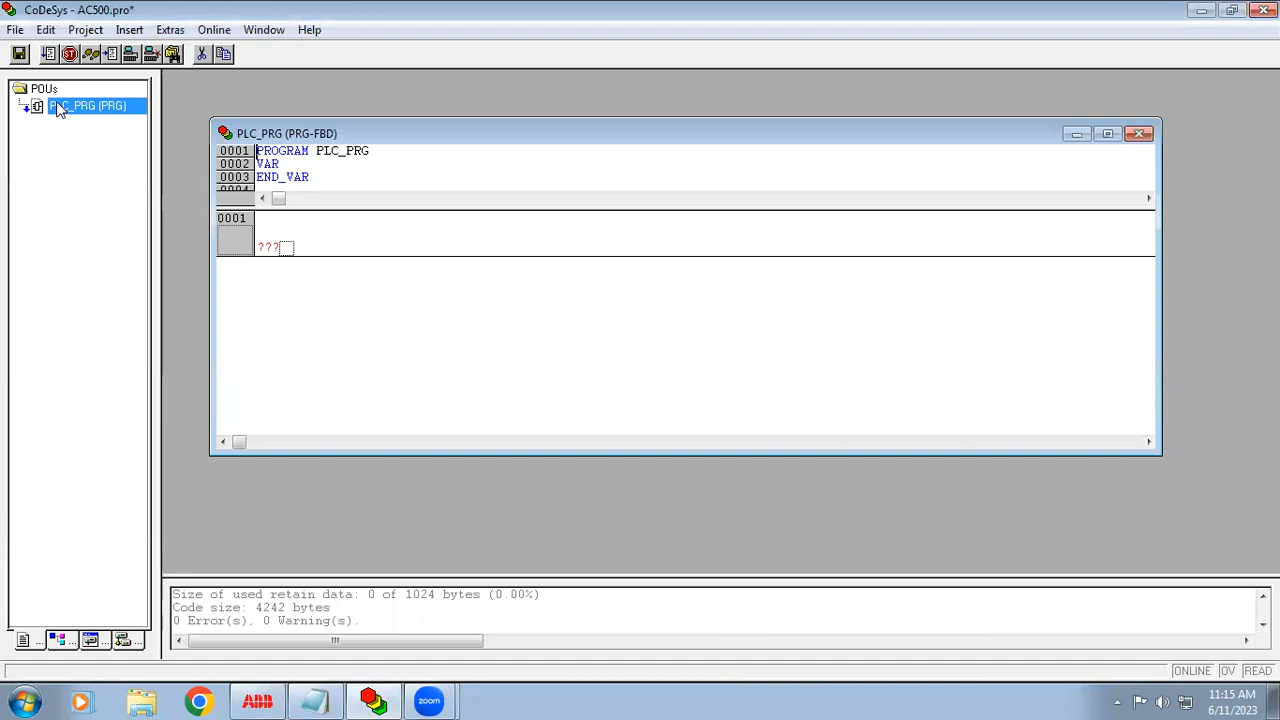 CoDeSys - AC500.pro*
File Edit Project Insert Extras Online Window Help
POUs
PLC_PRG (PRG)
PLC_PRG (PRG-FBD)
0001 PROGRAM PLC_PRG
0002 VAR
0003 END_VAR
0004
0001
???
Size of used retain data: 0 of 1024 bytes (0.00%)
Code size: 4242 bytes
0 Error(s), 0 Warning(s).
ONLINE OV READ
ABB
zoom
11:15 AM
6/11/2023